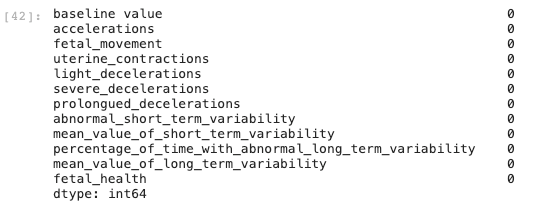 [42]: baseline value 0
accelerations 0
fetal_movement 0
uterine_contractions 0
light_decelerations 0
severe_decelerations 0
prolongued_decelerations 0
abnormal_short_term_variability 0
mean_value_of_short_term_variability 0
percentage_of_time_with_abnormal_long_term_variability 0
mean_value_of_long_term_variability 0
fetal_health 0
dtype: int64